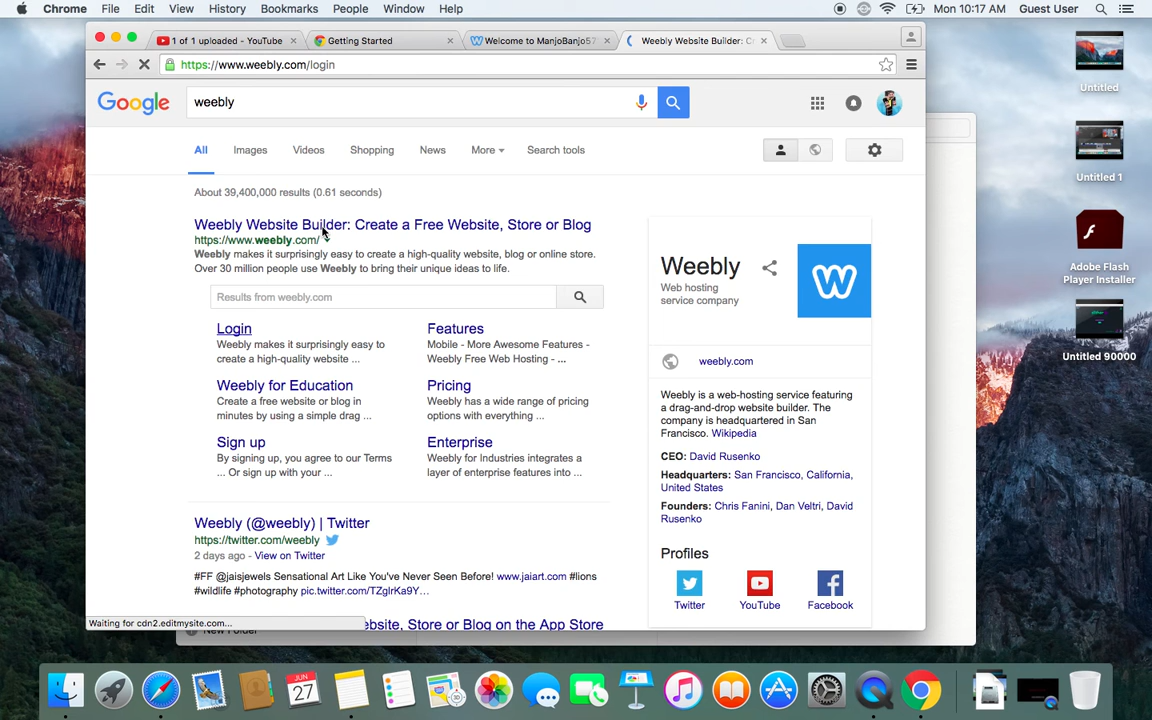 Chrome File Edit View History Bookmarks People Window Help Mon 10:17 AM Guest User
1 of 1 uploaded - YouTube Getting Started Welcome to ManjoBanjo57 Weebly Website Builder: C
https://www.weebly.com/login
Google weebly
All Images Videos Shopping News More Search tools
About 39,400,000 results (0.61 seconds)
Weebly Website Builder: Create a Free Website, Store or Blog
https://www.weebly.com/
Weebly makes it surprisingly easy to create a high-quality website, blog or online store.
Over 30 million people use Weebly to bring their unique ideas to life.
Results from weebly.com
Login
Weebly makes it surprisingly easy to
create a high-quality website ...
Features
Mobile - More Awesome Features -
Weebly Free Web Hosting - ...
Weebly for Education
Create a free website or blog in
minutes by using a simple drag ...
Pricing
Weebly has a wide range of pricing
options with everything ...
Sign up
By signing up, you agree to our Terms
... Or sign up with your ...
Enterprise
Weebly for Industries integrates a
layer of enterprise features into ...
Weebly (@weebly) | Twitter
https://twitter.com/weebly
2 days ago - View on Twitter
#FF @jaisjewels Sensational Art Like You've Never Seen Before! www.jaiart.com #lions
#wildlife #photography pic.twitter.com/TZglrKa9Y...
ebsite, Store or Blog on the App Store
Waiting for cdn2.editmysite.com...
New Folder
Weebly
Web hosting
service company
W
weebly.com
Weebly is a web-hosting service featuring
a drag-and-drop website builder. The
company is headquartered in San
Francisco. Wikipedia
CEO: David Rusenko
Headquarters: San Francisco, California,
United States
Founders: Chris Fanini, Dan Veltri, David
Rusenko
Profiles
Twitter YouTube Facebook
Untitled
Untitled 1
Adobe Flash
Player Installer
Untitled 90000
JUN
27